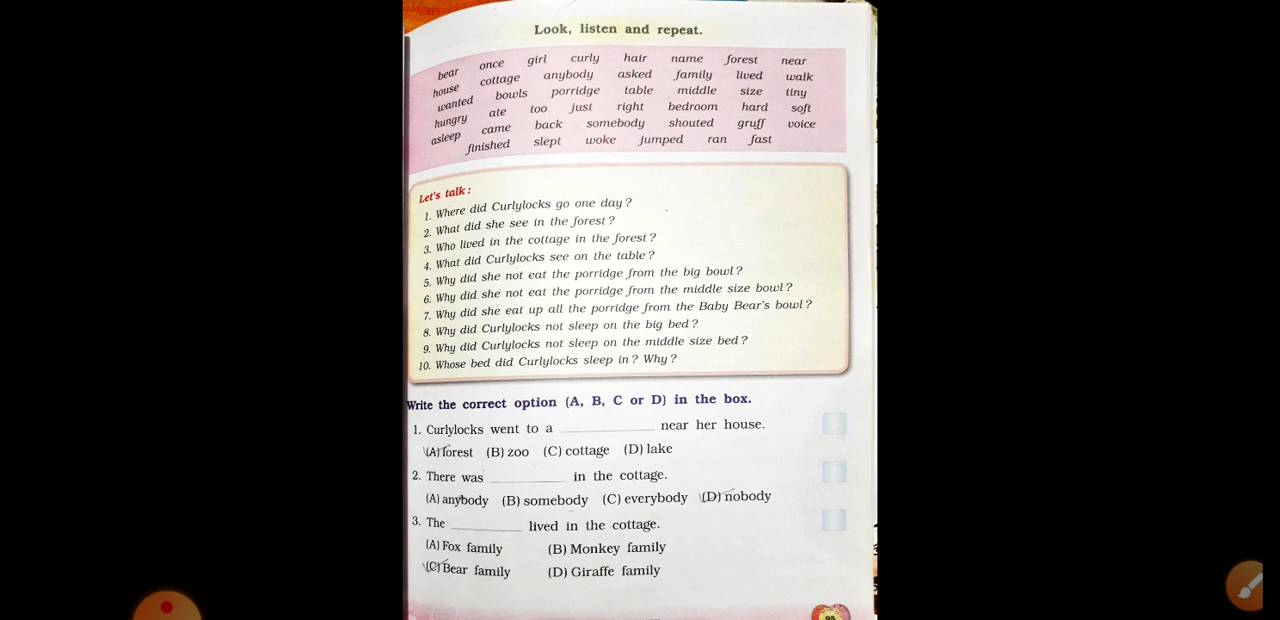 Look, listen and repeat.
bear once girl curly hair name forest near
house cottage anybody asked family lived walk
wanted bowls porridge table middle size tiny
hungry ate too just right bedroom hard soft
asleep came back somebody shouted gruff voice
finished slept woke jumped ran fast
Let's talk :
1. Where did Curlylocks go one day ?
2. What did she see in the forest ?
3. Who lived in the cottage in the forest ?
4. What did Curlylocks see on the table ?
5. Why did she not eat the porridge from the big bowl ?
6. Why did she not eat the porridge from the middle size bowl ?
7. Why did she eat up all the porridge from the Baby Bear's bowl ?
8. Why did Curlylocks not sleep on the big bed ?
9. Why did Curlylocks not sleep on the middle size bed ?
10. Whose bed did Curlylocks sleep in ? Why ?
Write the correct option (A, B, C or D) in the box.
1. Curlylocks went to a ____________ near her house.
(A) forest (B) zoo (C) cottage (D) lake
2. There was __________ in the cottage.
(A) anybody (B) somebody (C) everybody (D) nobody
3. The __________ lived in the cottage.
(A) Fox family (B) Monkey family
(C) Bear family (D) Giraffe family
95